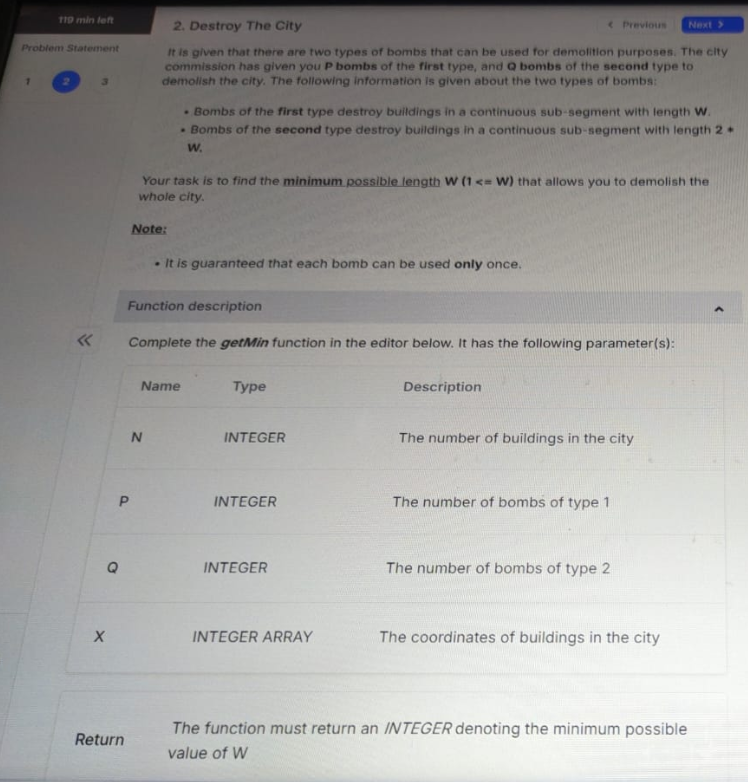 119 min left
2. Destroy The City
< Previous
Next >
Problem Statement
1 2 3
It is given that there are two types of bombs that can be used for demolition purposes. The city
commission has given you P bombs of the first type, and Q bombs of the second type to
demolish the city. The following information is given about the two types of bombs:
• Bombs of the first type destroy buildings in a continuous sub-segment with length W.
• Bombs of the second type destroy buildings in a continuous sub-segment with length 2 *
W.
Your task is to find the minimum possible length W (1 <= W) that allows you to demolish the
whole city.
Note:
• It is guaranteed that each bomb can be used only once.
Function description
Complete the getMin function in the editor below. It has the following parameter(s):
Name Type Description
N INTEGER The number of buildings in the city
P INTEGER The number of bombs of type 1
Q INTEGER The number of bombs of type 2
X INTEGER ARRAY The coordinates of buildings in the city
Return The function must return an INTEGER denoting the minimum possible
value of W